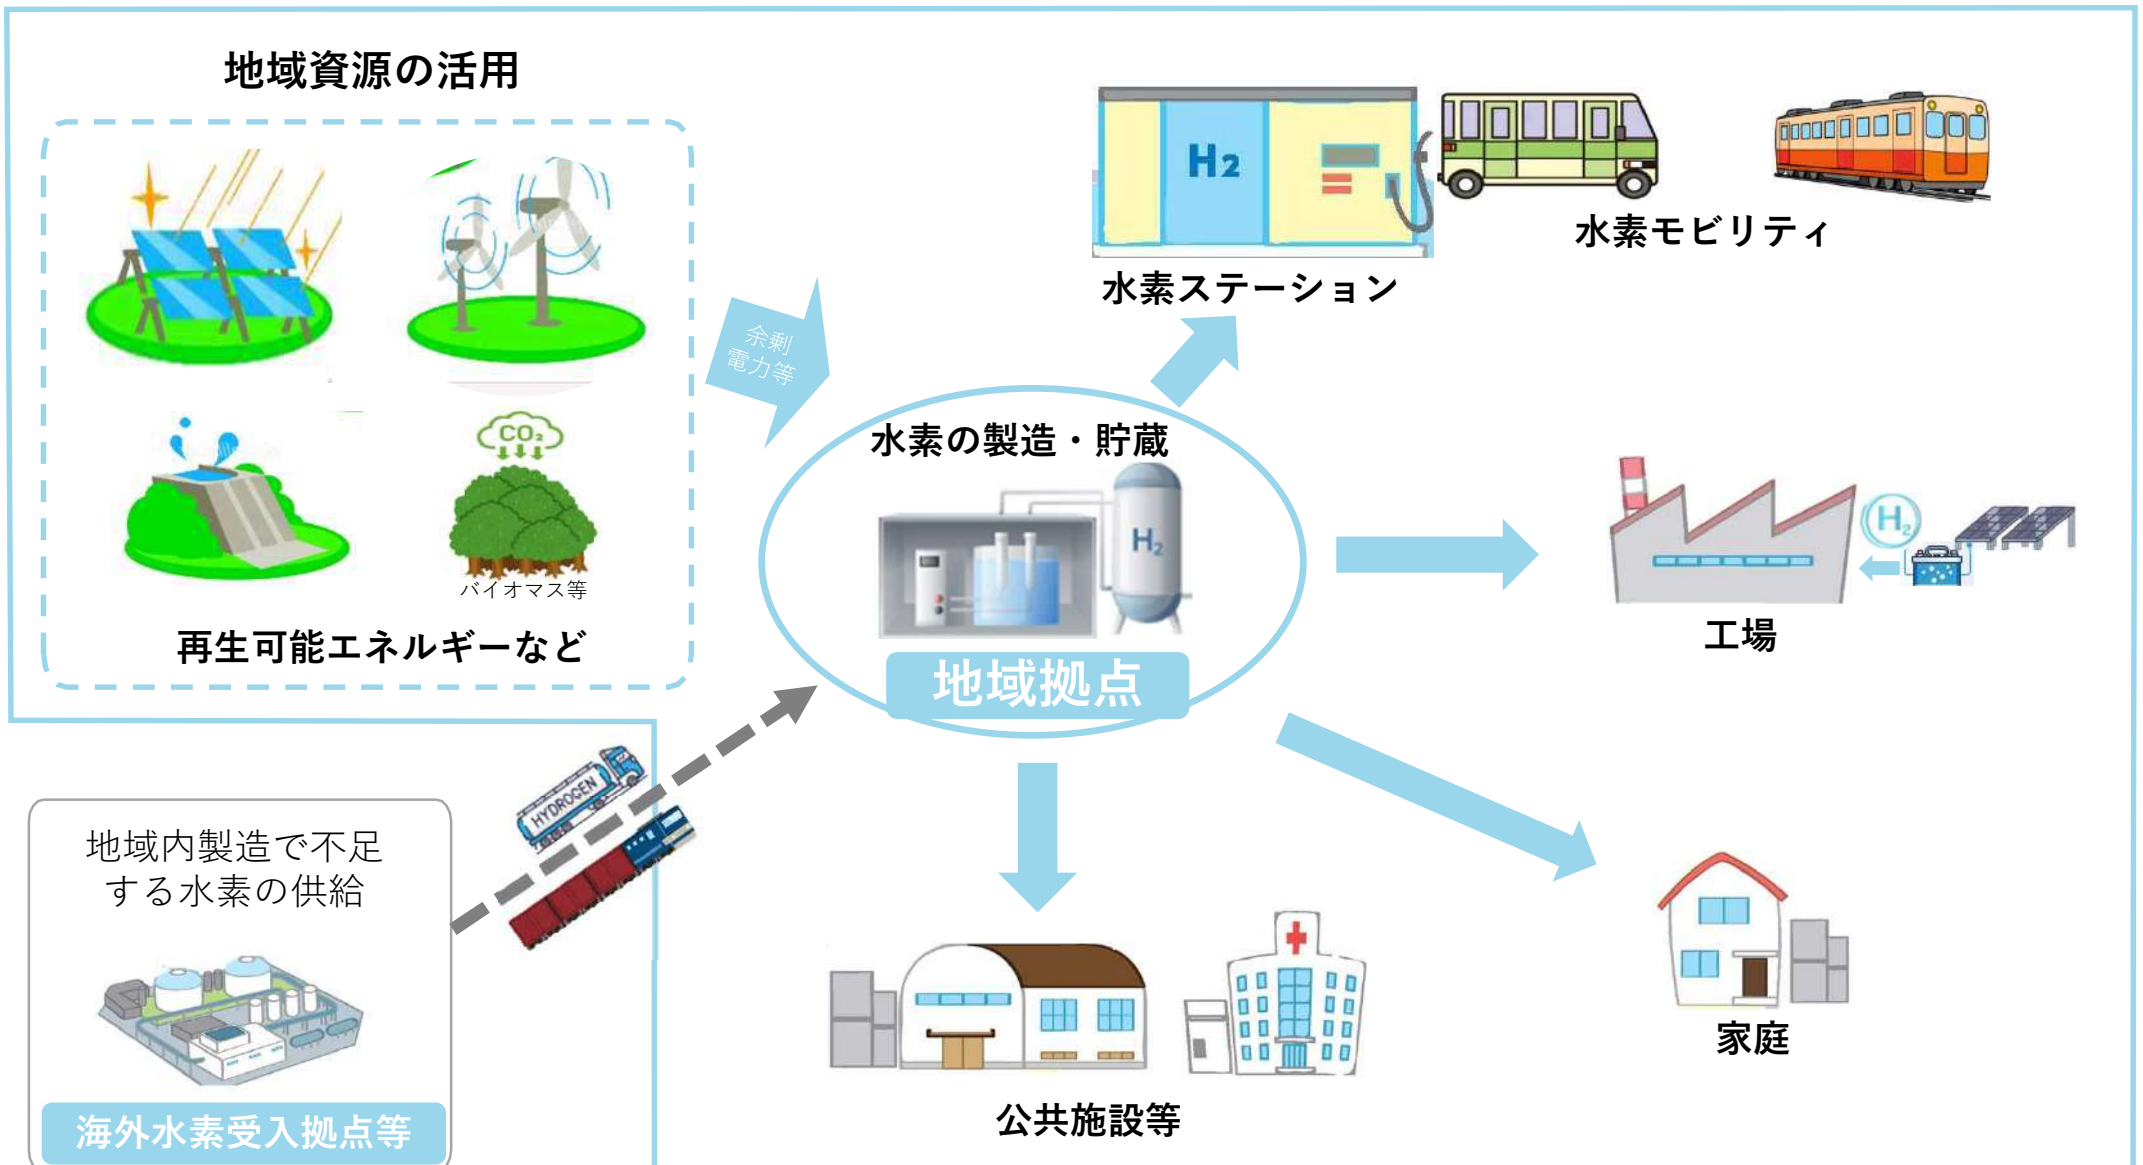 地域資源の活用
CO₂
バイオマス等
再生可能エネルギーなど
余剰
電力等
H2
水素ステーション
水素モビリティ
水素の製造・貯蔵
H₂
地域拠点
H₂
工場
地域内製造で不足
する水素の供給
HYDROGEN
海外水素受入拠点等
公共施設等
家庭